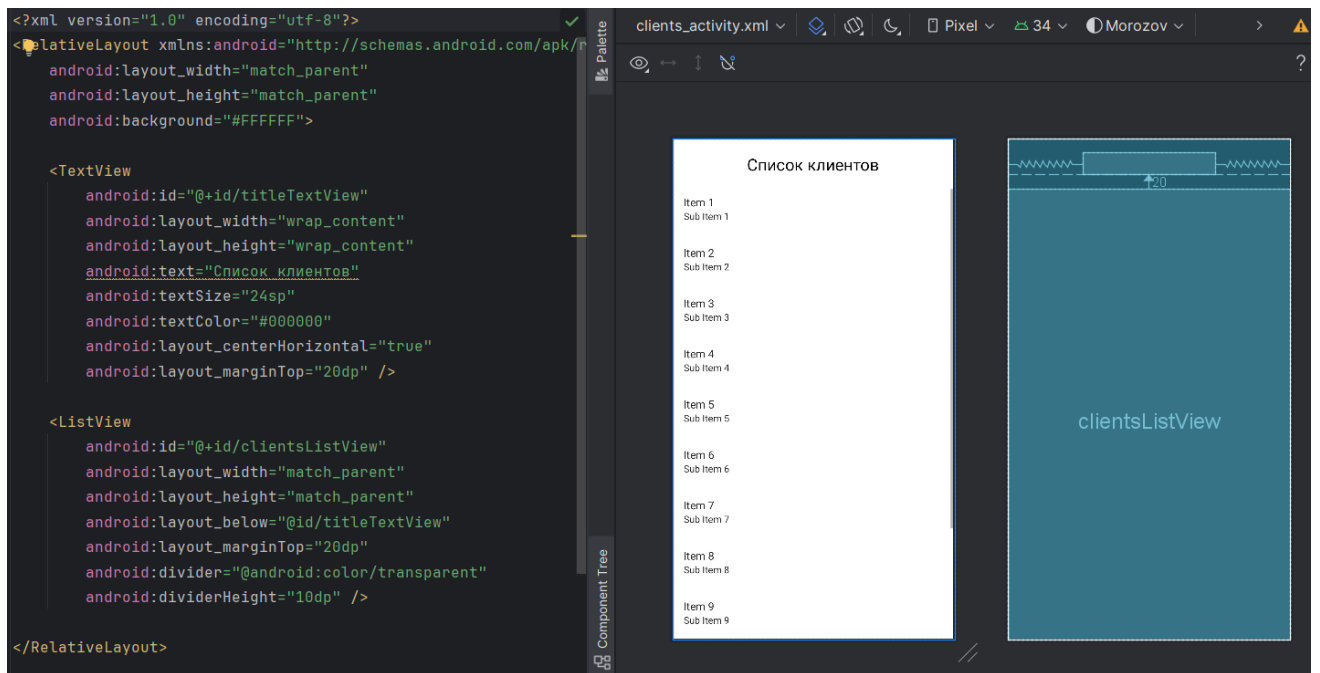 <?xml version="1.0" encoding="utf-8"?>
<RelativeLayout xmlns:android="http://schemas.android.com/apk/r
android:layout_width="match_parent"
android:layout_height="match_parent"
android:background="#FFFFFF">
<TextView
android:id="@+id/titleTextView"
android:layout_width="wrap_content"
android:layout_height="wrap_content"
android:text="Список клиентов"
android:textSize="24sp"
android:textColor="#000000"
android:layout_centerHorizontal="true"
android:layout_marginTop="20dp" />
<ListView
android:id="@+id/clientsListView"
android:layout_width="match_parent"
android:layout_height="match_parent"
android:layout_below="@id/titleTextView"
android:layout_marginTop="20dp"
android:divider="@android:color/transparent"
android:dividerHeight="10dp" />
</RelativeLayout>
Palette
Component Tree
clients_activity.xml Pixel 34 Morozov
?
Список клиентов
Item 1
Sub Item 1
Item 2
Sub Item 2
Item 3
Sub Item 3
Item 4
Sub Item 4
Item 5
Sub Item 5
Item 6
Sub Item 6
Item 7
Sub Item 7
Item 8
Sub Item 8
Item 9
Sub Item 9
20
clientsListView